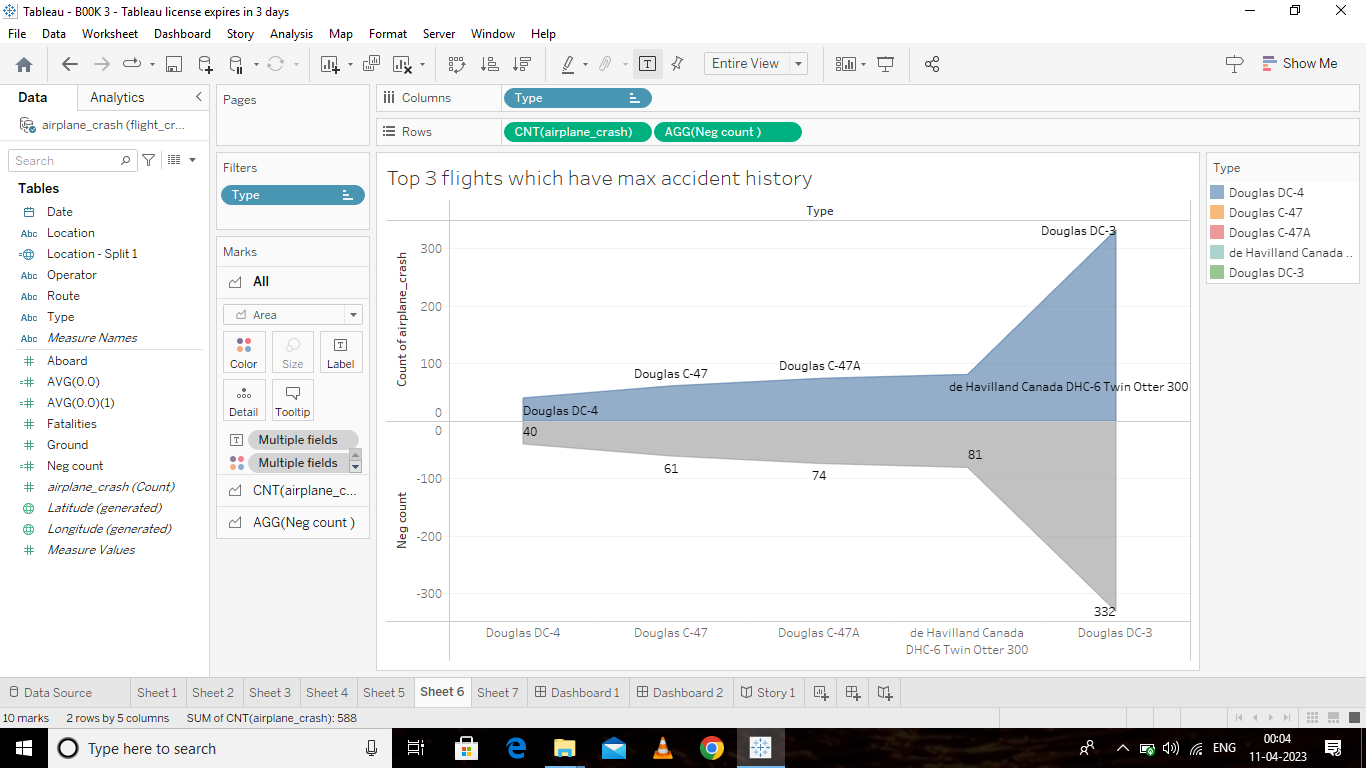 Tableau - B00K 3 - Tableau license expires in 3 days
File Data Worksheet Dashboard Story Analysis Map Format Server Window Help
Entire View
Show Me
Data Analytics
airplane_crash (flight_cr...
Search
Tables
Date
Abc Location
Location - Split 1
Abc Operator
Abc Route
Abc Type
Abc Measure Names
Aboard
AVG(0.0)
AVG(0.0)(1)
Fatalities
Ground
Neg count
airplane_crash (Count)
Latitude (generated)
Longitude (generated)
Measure Values
Pages
Filters
Type
Marks
All
Area
Color Size Label
Detail Tooltip
Multiple fields
Multiple fields
CNT(airplane_c...
AGG(Neg count )
Columns Type
Rows CNT(airplane_crash) AGG(Neg count )
Top 3 flights which have max accident history
Type
Count of airplane_crash
300
200
100
0
Douglas DC-3
Douglas C-47A
Douglas C-47
de Havilland Canada DHC-6 Twin Otter 300
Douglas DC-4
Neg count
0
-100
-200
-300
40
61
74
81
332
Douglas DC-4 Douglas C-47 Douglas C-47A de Havilland Canada Douglas DC-3
DHC-6 Twin Otter 300
Type
Douglas DC-4
Douglas C-47
Douglas C-47A
de Havilland Canada ..
Douglas DC-3
Data Source Sheet 1 Sheet 2 Sheet 3 Sheet 4 Sheet 5 Sheet 6 Sheet 7 Dashboard 1 Dashboard 2 Story 1
10 marks 2 rows by 5 columns SUM of CNT(airplane_crash): 588
Type here to search
ENG
00:04
11-04-2023